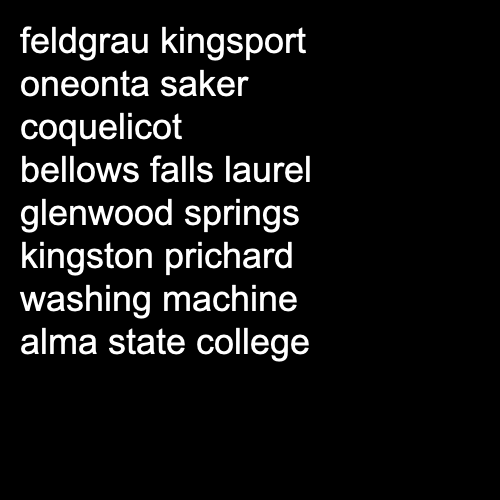 feldgrau kingsport
oneonta saker
coquelicot
bellows falls laurel
glenwood springs
kingston prichard
washing machine
alma state college